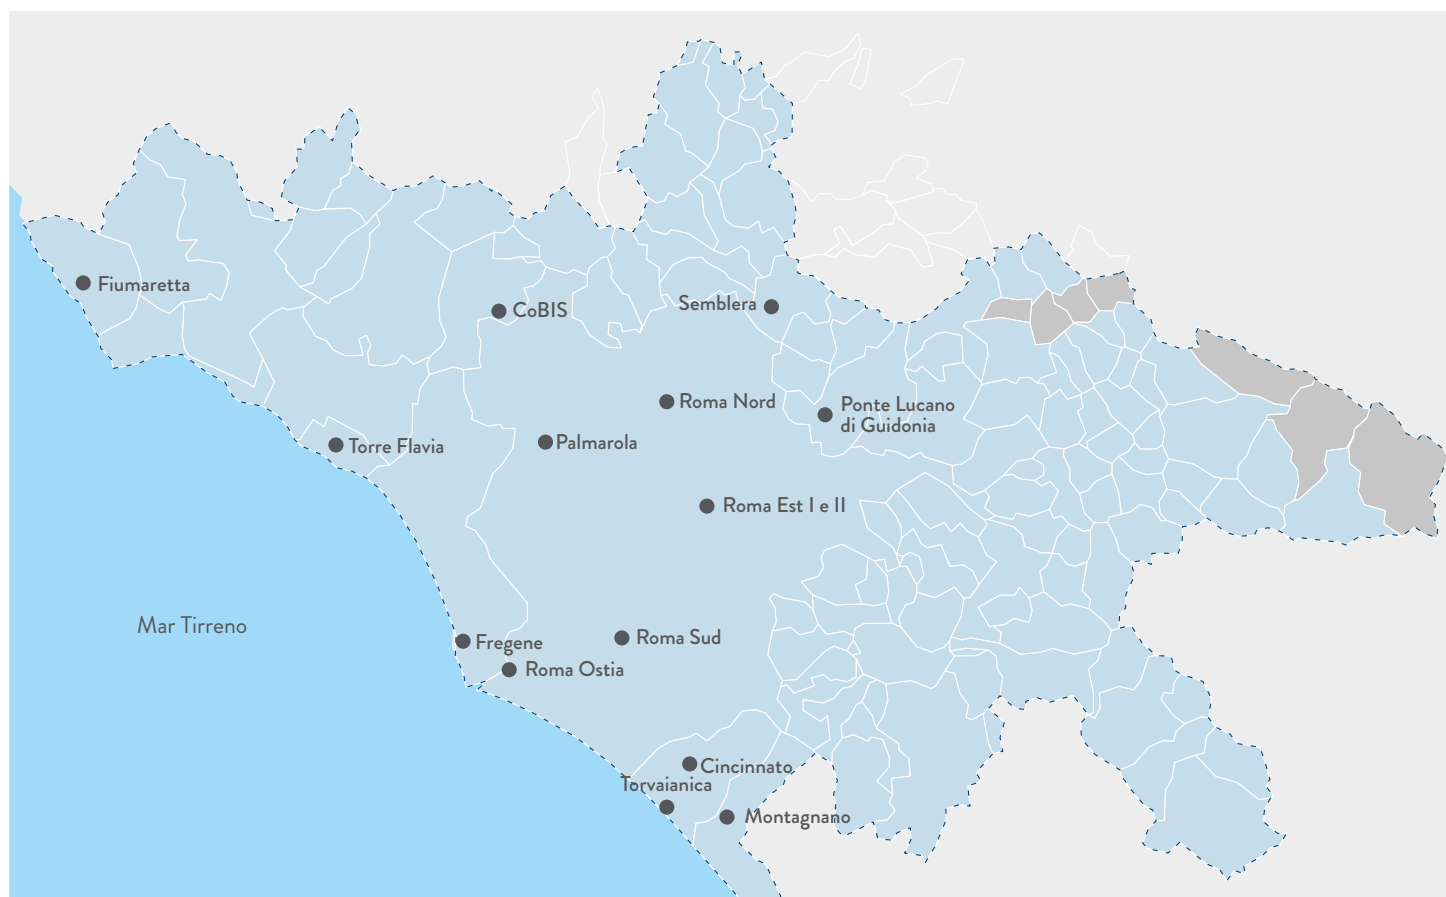 Fiumaretta
CoBIS
Semblera
Roma Nord
Ponte Lucano
di Guidonia
Palmarola
Torre Flavia
Roma Est I e II
Mar Tirreno
Fregene
Roma Sud
Roma Ostia
Cincinnato
Torvaianica
Montagnano